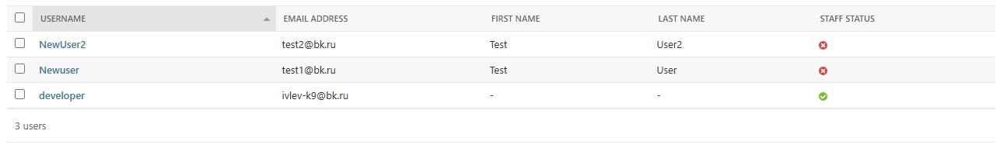 USERNAME EMAIL ADDRESS FIRST NAME LAST NAME STAFF STATUS
NewUser2 test2@bk.ru Test User2
Newuser test1@bk.ru Test User
developer ivlev-k9@bk.ru - -
3 users